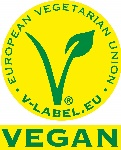 · EUROPEAN VEGETARIAN UNION ·
V-LABEL.EU
®
VEGAN